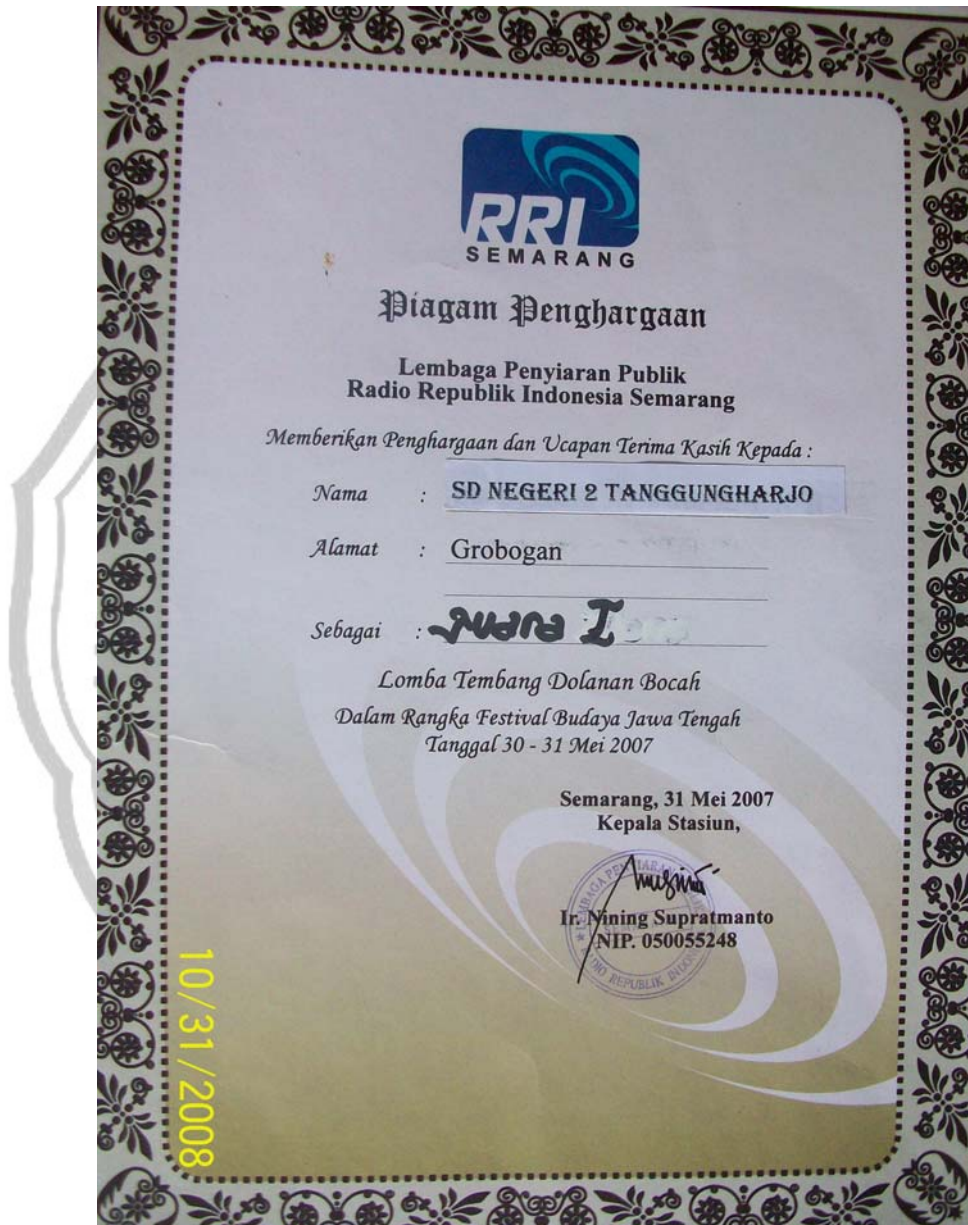 RRI
SEMARANG
Piagam Penghargaan
Lembaga Penyiaran Publik
Radio Republik Indonesia Semarang
Memberikan Penghargaan dan Ucapan Terima Kasih Kepada :
Nama : SD NEGERI 2 TANGGUNGHARJO
Alamat : Grobogan
Sebagai : Juara I
Lomba Tembang Dolanan Bocah
Dalam Rangka Festival Budaya Jawa Tengah
Tanggal 30 - 31 Mei 2007
Semarang, 31 Mei 2007
Kepala Stasiun,
Ir. Nining Supratmanto
NIP. 050055248
REPUBLIK
10/31/2008